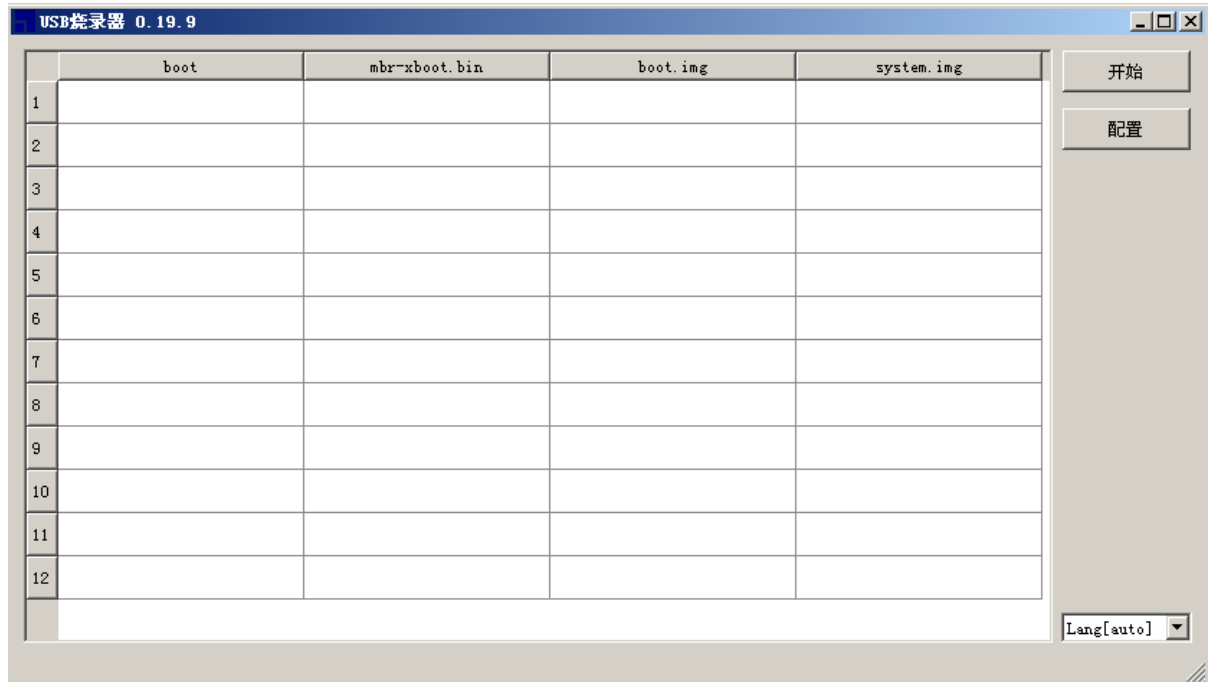 USB烧录器 0.19.9
boot mbr-xboot.bin boot.img system.img
开始
1
配置
2
3
4
5
6
7
8
9
10
11
12
Lang[auto]